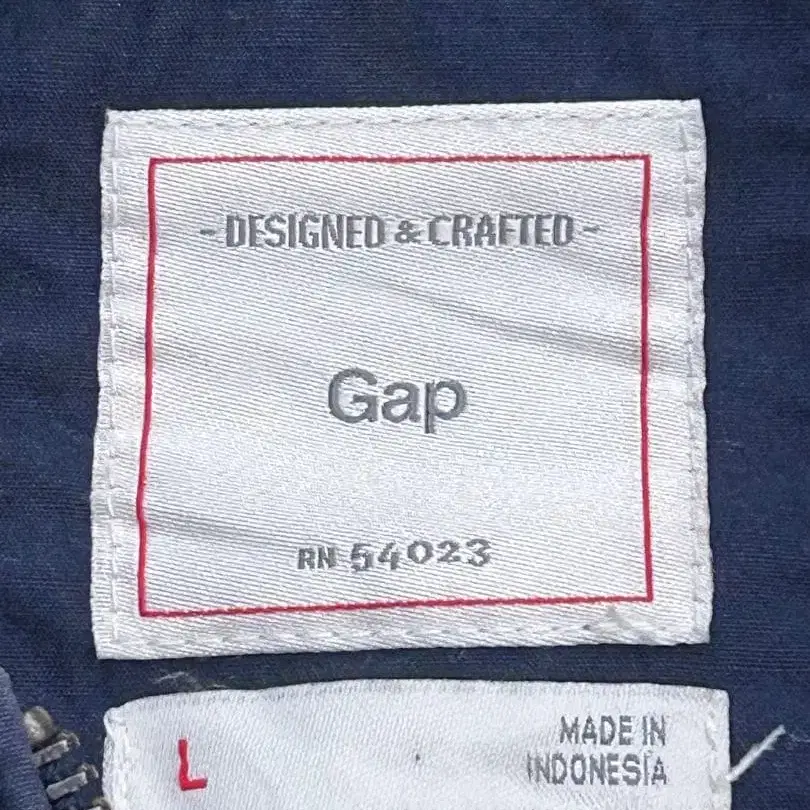 - DESIGNED & CRAFTED -
Gap
RN 54023
L
MADE IN
INDONESIA